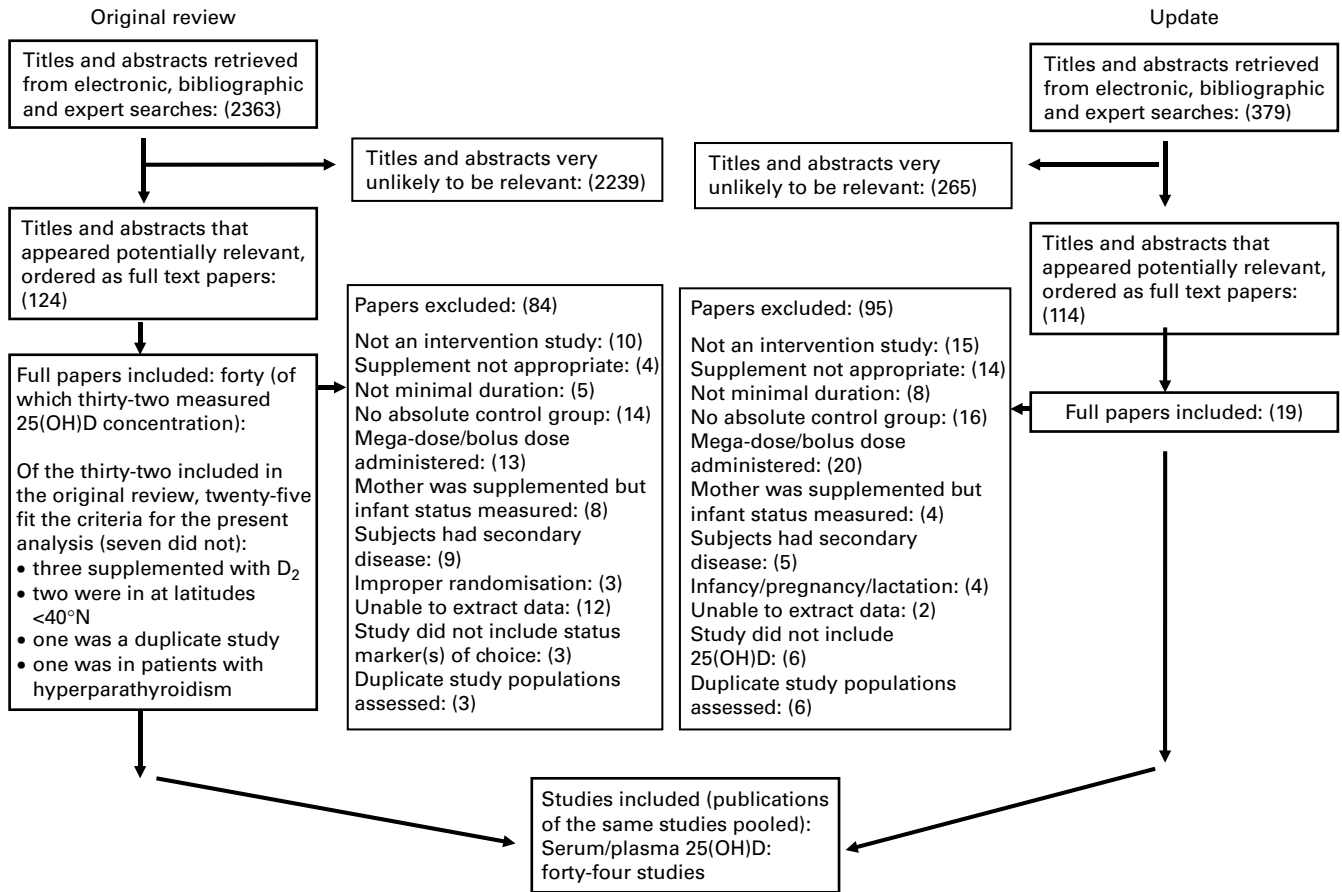 Original review
Titles and abstracts retrieved
from electronic, bibliographic
and expert searches: (2363)
Titles and abstracts very
unlikely to be relevant: (2239)
Titles and abstracts that
appeared potentially relevant,
ordered as full text papers:
(124)
Full papers included: forty (of
which thirty-two measured
25(OH)D concentration):
Of the thirty-two included in
the original review, twenty-five
fit the criteria for the present
analysis (seven did not):
• three supplemented with D₂
• two were in at latitudes
<40°N
• one was a duplicate study
• one was in patients with
hyperparathyroidism
Papers excluded: (84)
Not an intervention study: (10)
Supplement not appropriate: (4)
Not minimal duration: (5)
No absolute control group: (14)
Mega-dose/bolus dose
administered: (13)
Mother was supplemented but
infant status measured: (8)
Subjects had secondary
disease: (9)
Improper randomisation: (3)
Unable to extract data: (12)
Study did not include status
marker(s) of choice: (3)
Duplicate study populations
assessed: (3)
Update
Titles and abstracts retrieved
from electronic, bibliographic
and expert searches: (379)
Titles and abstracts very
unlikely to be relevant: (265)
Titles and abstracts that
appeared potentially relevant,
ordered as full text papers:
(114)
Papers excluded: (95)
Not an intervention study: (15)
Supplement not appropriate: (14)
Not minimal duration: (8)
No absolute control group: (16)
Mega-dose/bolus dose
administered: (20)
Mother was supplemented but
infant status measured: (4)
Subjects had secondary
disease: (5)
Infancy/pregnancy/lactation: (4)
Unable to extract data: (2)
Study did not include
25(OH)D: (6)
Duplicate study populations
assessed: (6)
Full papers included: (19)
Studies included (publications
of the same studies pooled):
Serum/plasma 25(OH)D:
forty-four studies